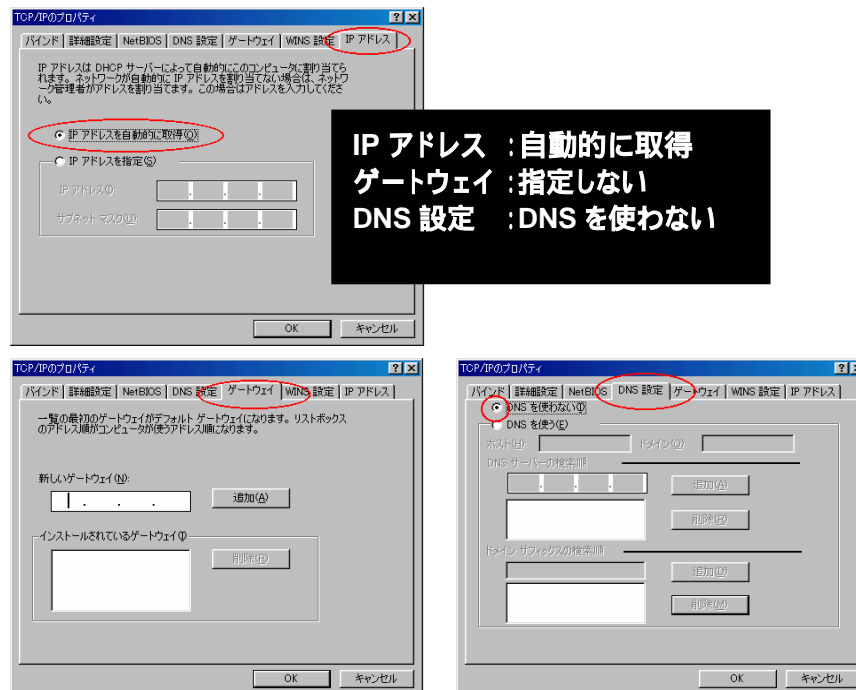 TCP/IPのプロパティ
バインド 詳細設定 NetBIOS DNS 設定 ゲートウェイ WINS 設定 IP アドレス
IP アドレスは DHCP サーバーによって自動的にこのコンピュータに割り当てら
れます。ネットワークが自動的に IP アドレスを割り当てない場合は、ネットワ
ーク管理者がアドレスを割り当てます。この場合はアドレスを入力してくださ
い。
IP アドレスを自動的に取得(O)
IP アドレスを指定(S)
IP アドレス(I):
サブネット マスク(U):
OK キャンセル
IP アドレス :自動的に取得
ゲートウェイ :指定しない
DNS 設定 :DNS を使わない
TCP/IPのプロパティ
バインド 詳細設定 NetBIOS DNS 設定 ゲートウェイ WINS 設定 IP アドレス
一覧の最初のゲートウェイがデフォルト ゲートウェイになります。リストボックス
のアドレス順がコンピュータが使うアドレス順になります。
新しいゲートウェイ(N):
追加(A)
インストールされているゲートウェイ(I)
削除(R)
OK キャンセル
TCP/IPのプロパティ
バインド 詳細設定 NetBIOS DNS 設定 ゲートウェイ WINS 設定 IP アドレス
DNS を使わない(I)
DNS を使う(E)
ホスト(H): ドメイン(O):
DNS サーバーの検索順
追加(A)
削除(R)
ドメイン サフィックスの検索順
追加(D)
削除(M)
OK キャンセル